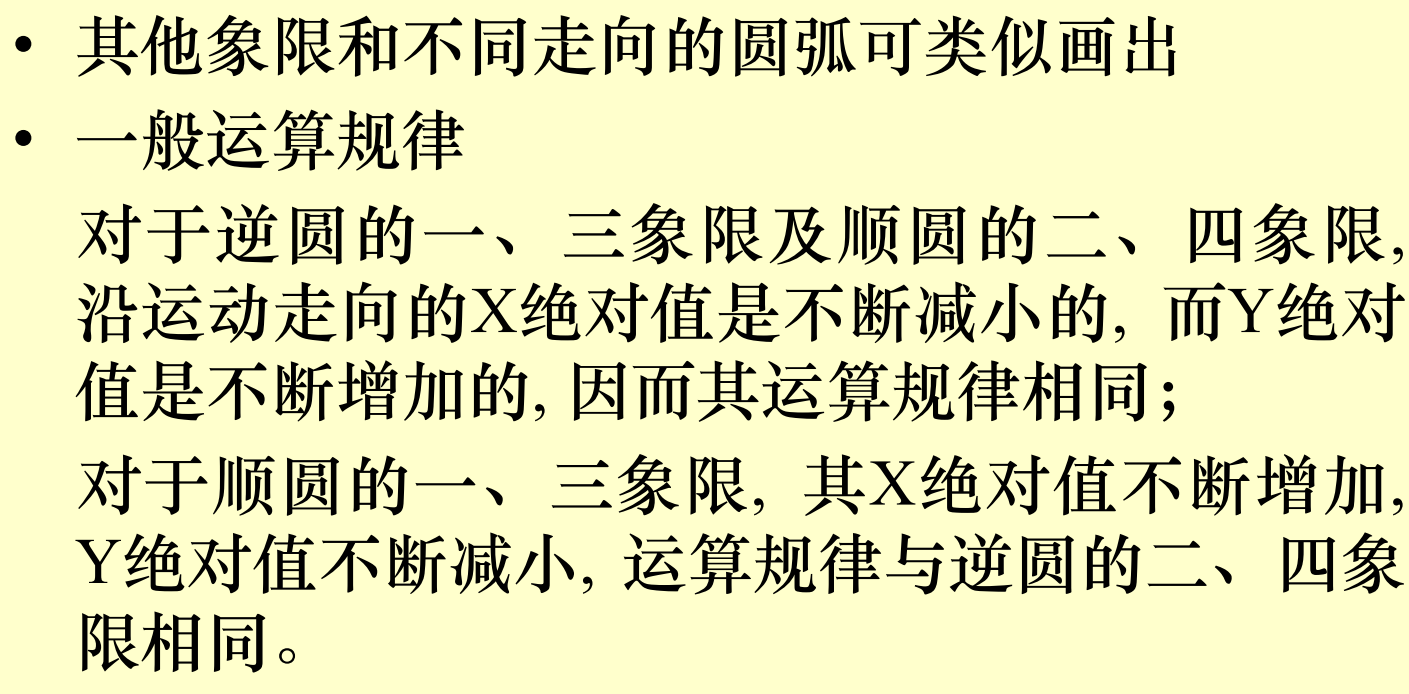 • 其他象限和不同走向的圆弧可类似画出
• 一般运算规律
对于逆圆的一、三象限及顺圆的二、四象限,
沿运动走向的X绝对值是不断减小的, 而Y绝对
值是不断增加的, 因而其运算规律相同；
对于顺圆的一、三象限, 其X绝对值不断增加,
Y绝对值不断减小, 运算规律与逆圆的二、四象
限相同。